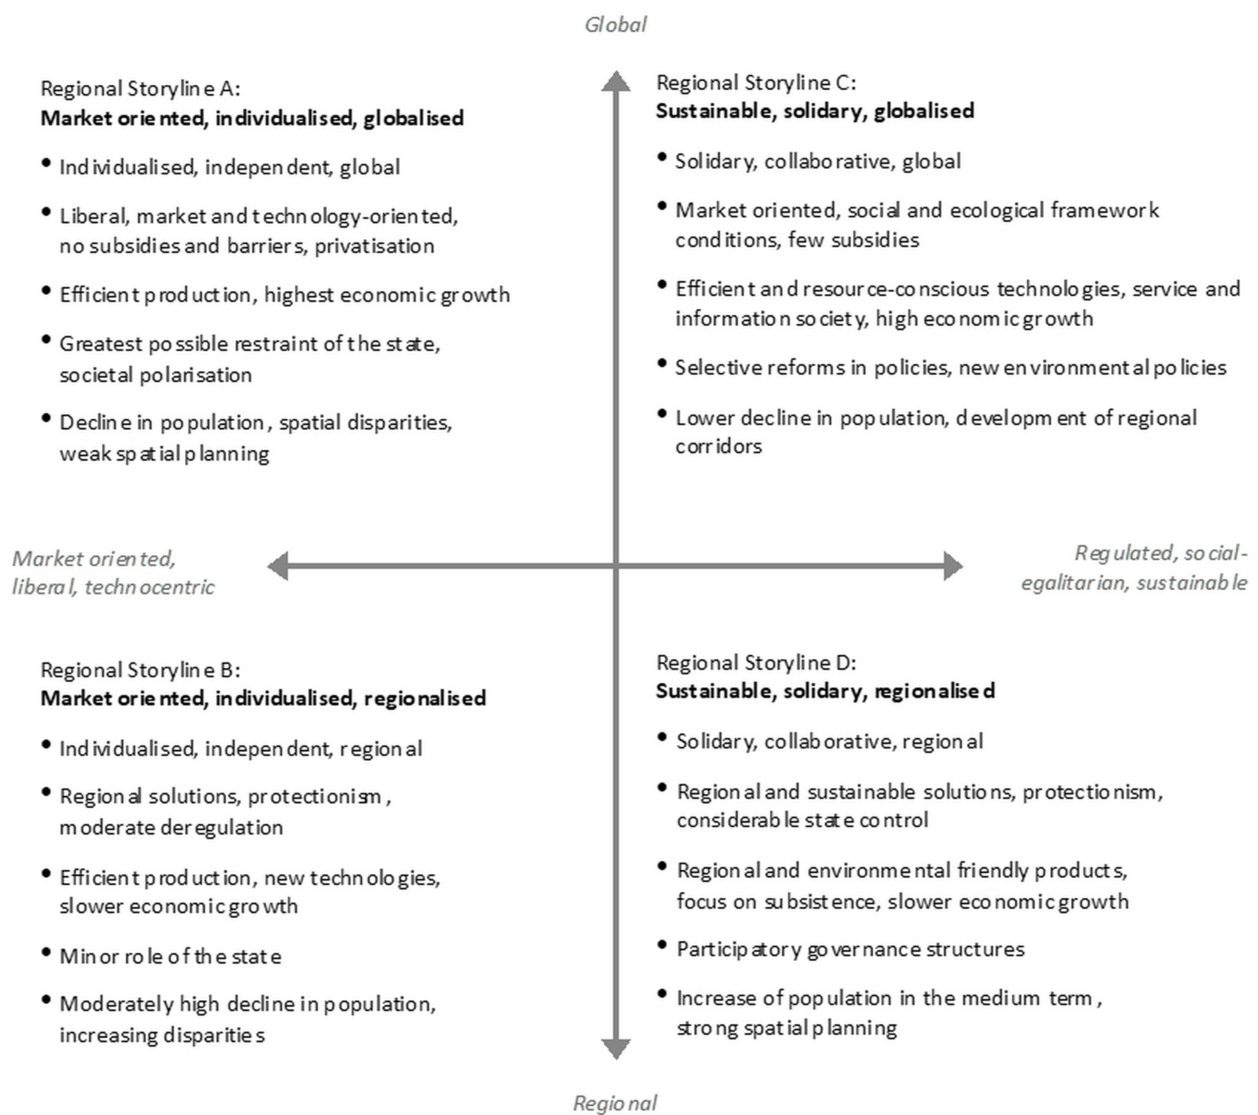 Global
Regional Storyline A:
Market oriented, individualised, globalised
• Individualised, independent, global
• Liberal, market and technology-oriented,
no subsidies and barriers, privatisation
• Efficient production, highest economic growth
• Greatest possible restraint of the state,
societal polarisation
• Decline in population, spatial disparities,
weak spatial planning
Regional Storyline C:
Sustainable, solidary, globalised
• Solidary, collaborative, global
• Market oriented, social and ecological framework
conditions, few subsidies
• Efficient and resource-conscious technologies, service and
information society, high economic growth
• Selective reforms in policies, new environmental policies
• Lower decline in population, development of regional
corridors
Market oriented,
liberal, technocentric
Regulated, social-
egalitarian, sustainable
Regional Storyline B:
Market oriented, individualised, regionalised
• Individualised, independent, regional
• Regional solutions, protectionism,
moderate deregulation
• Efficient production, new technologies,
slower economic growth
• Minor role of the state
• Moderately high decline in population,
increasing disparities
Regional Storyline D:
Sustainable, solidary, regionalised
• Solidary, collaborative, regional
• Regional and sustainable solutions, protectionism,
considerable state control
• Regional and environmental friendly products,
focus on subsistence, slower economic growth
• Participatory governance structures
• Increase of population in the medium term,
strong spatial planning
Regional